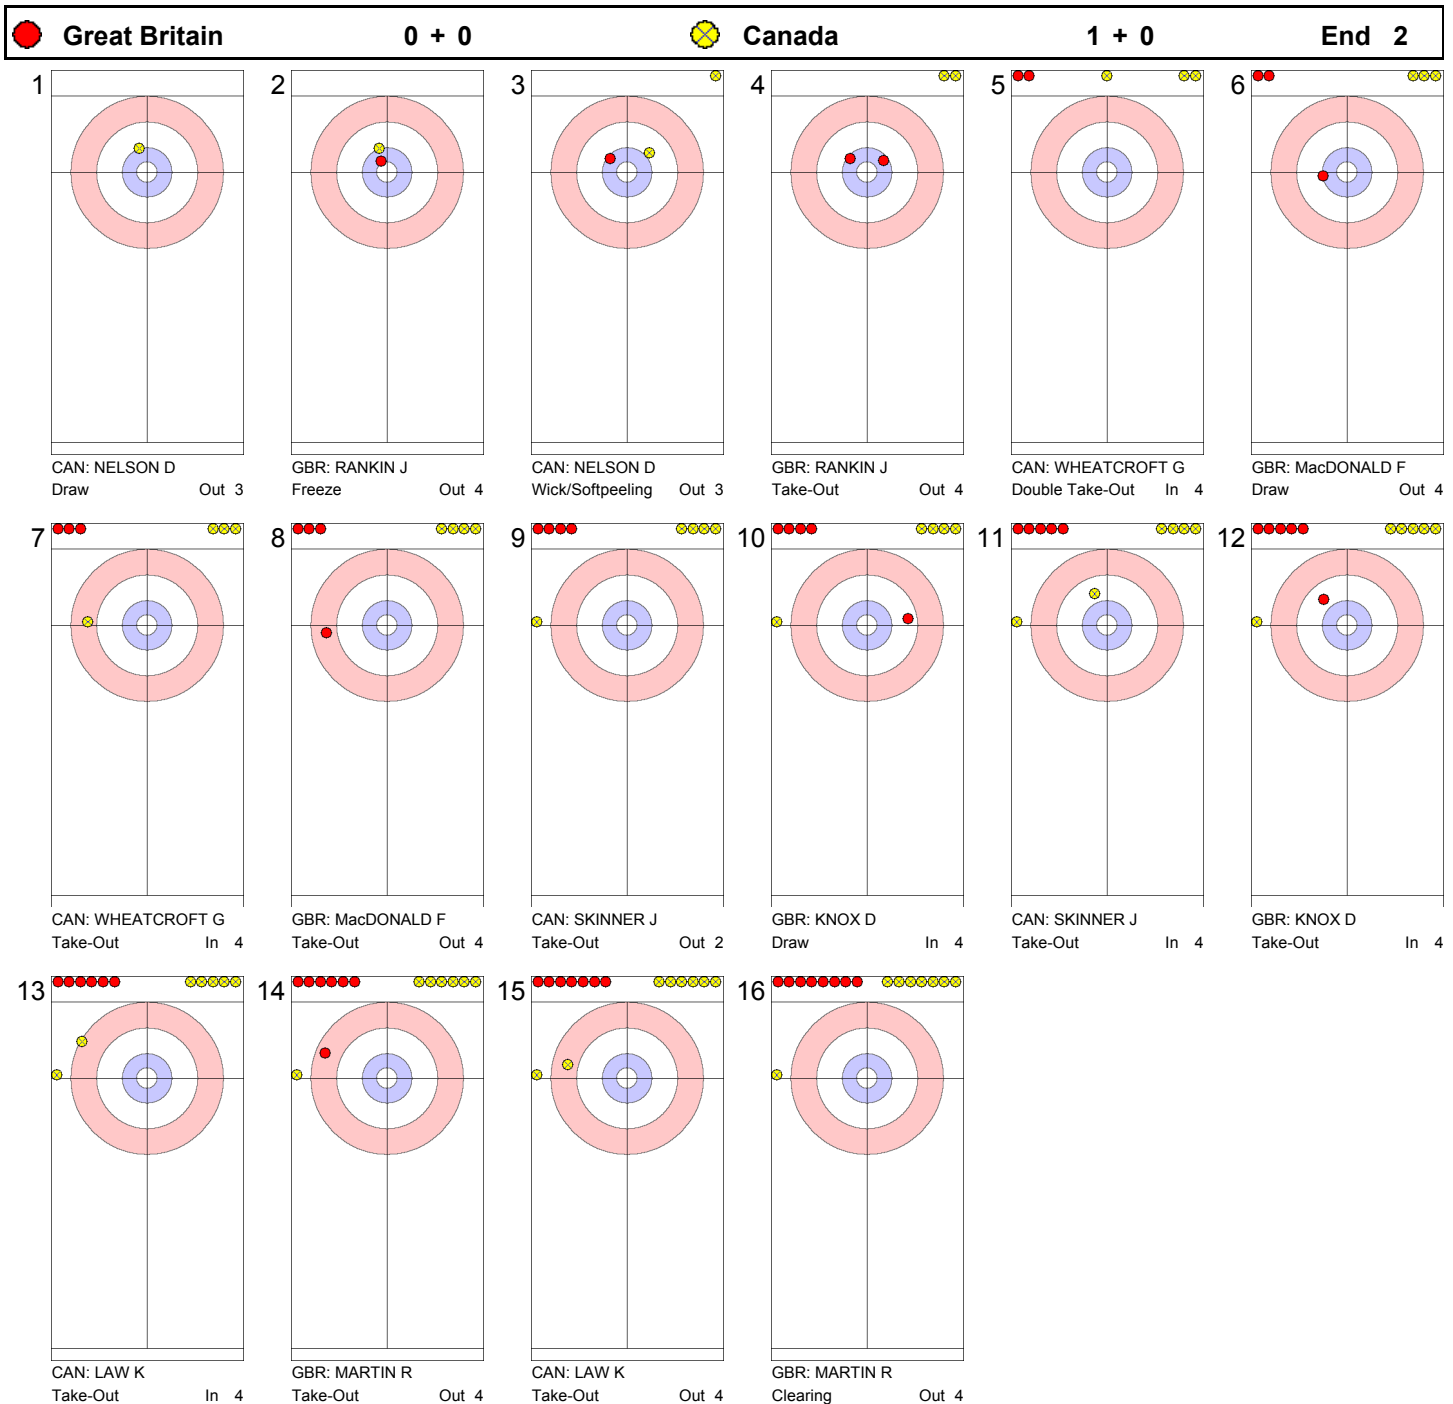 Great Britain 0 + 0 Canada 1 + 0 End 2
1 2 3 4 5 6
CAN: NELSON D GBR: RANKIN J CAN: NELSON D GBR: RANKIN J CAN: WHEATCROFT G GBR: MacDONALD F
Draw Out 3 Freeze Out 4 Wick/Softpeeling Out 3 Take-Out Out 4 Double Take-Out In 4 Draw Out 4
7 8 9 10 11 12
CAN: WHEATCROFT G GBR: MacDONALD F CAN: SKINNER J GBR: KNOX D CAN: SKINNER J GBR: KNOX D
Take-Out In 4 Take-Out Out 4 Take-Out Out 2 Draw In 4 Take-Out In 4 Take-Out In 4
13 14 15 16
CAN: LAW K GBR: MARTIN R CAN: LAW K GBR: MARTIN R
Take-Out In 4 Take-Out Out 4 Take-Out Out 4 Clearing Out 4